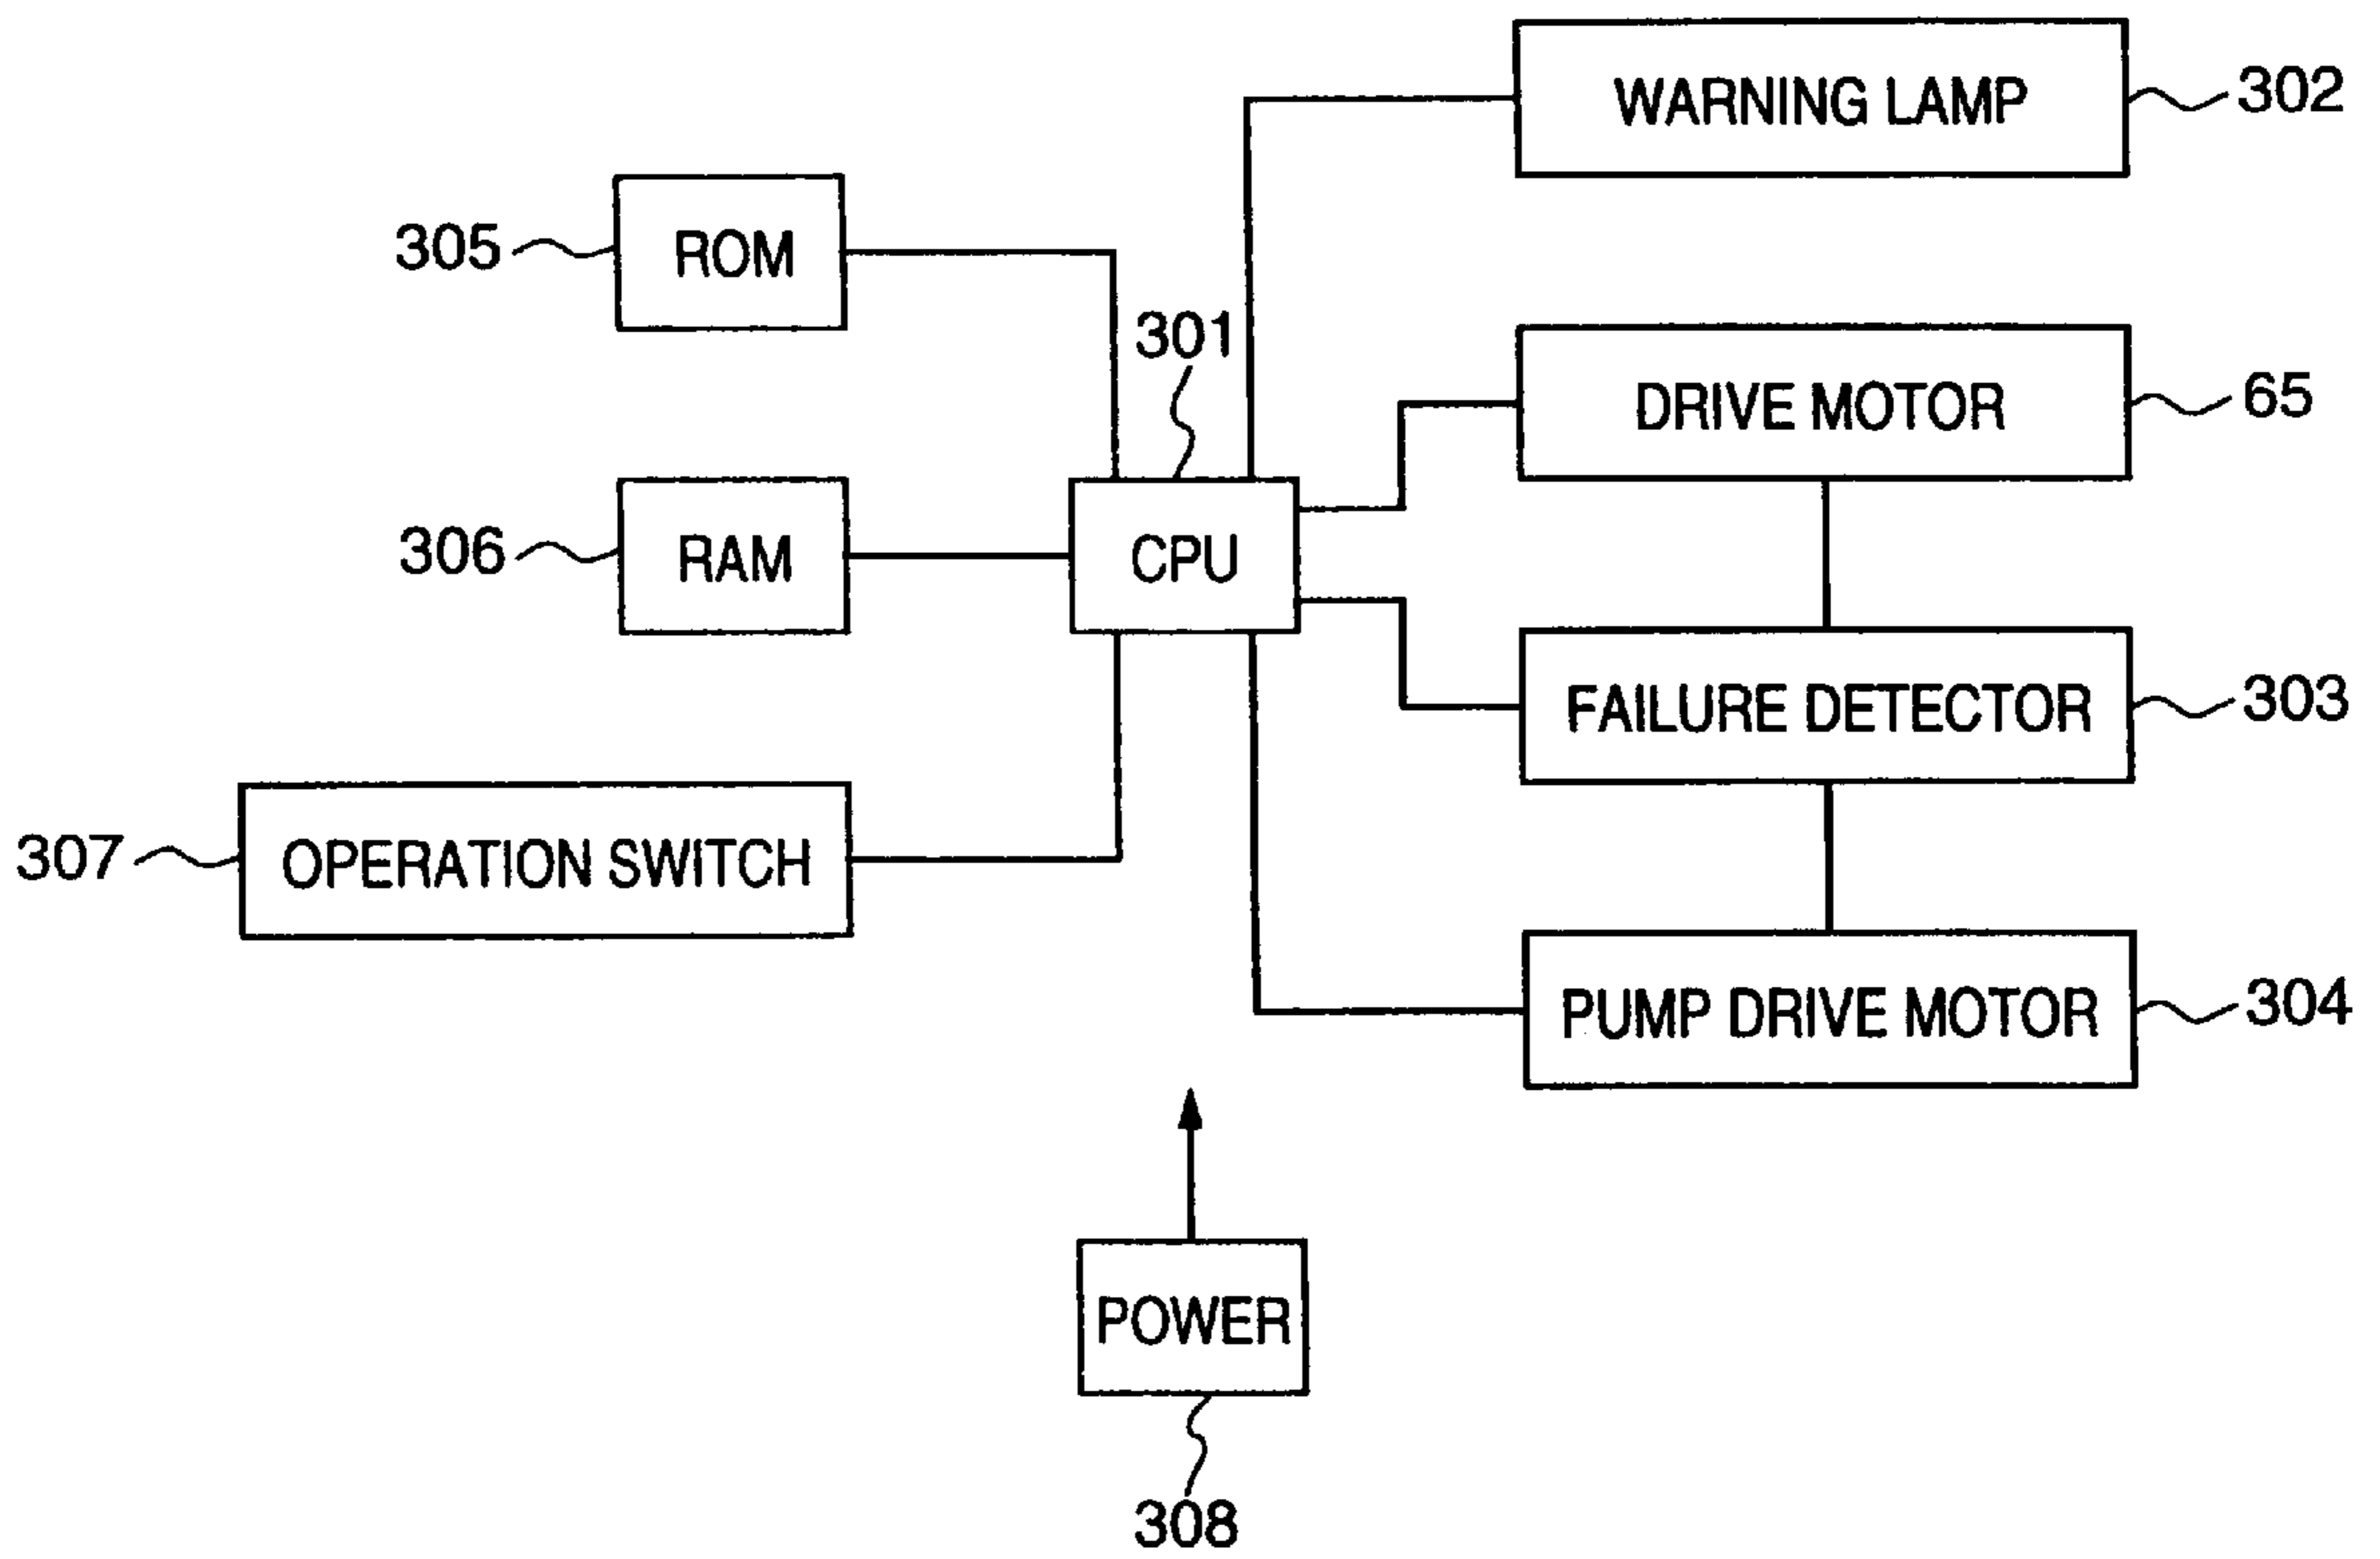 WARNING LAMP
302
305
ROM
301
DRIVE MOTOR
65
306
RAM
CPU
FAILURE DETECTOR
303
307
OPERATION SWITCH
PUMP DRIVE MOTOR
304
POWER
308